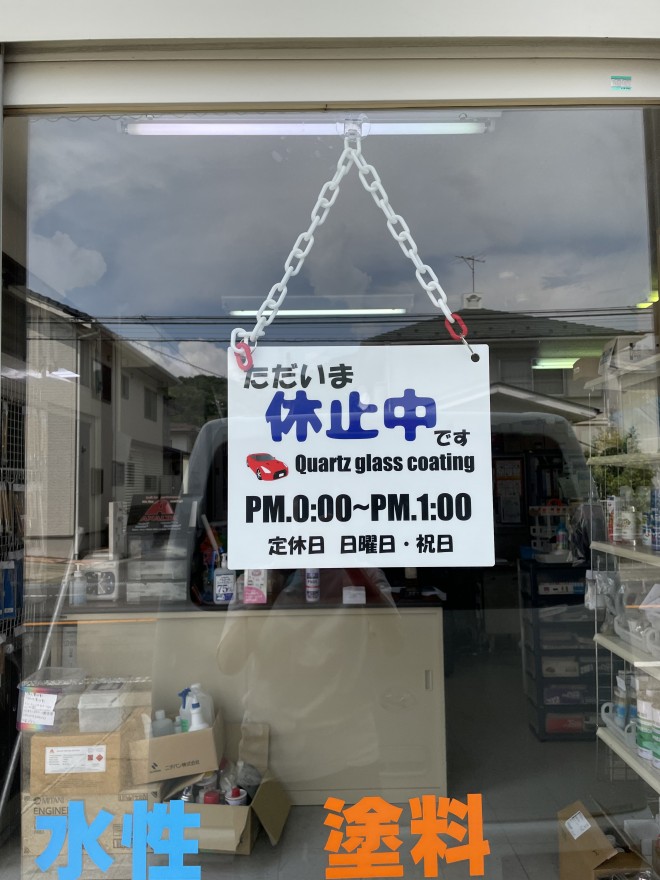 ただいま
休止中です
Quartz glass coating
PM.0:00~PM.1:00
定休日 日曜日・祝日
ENGINE
水性 塗料